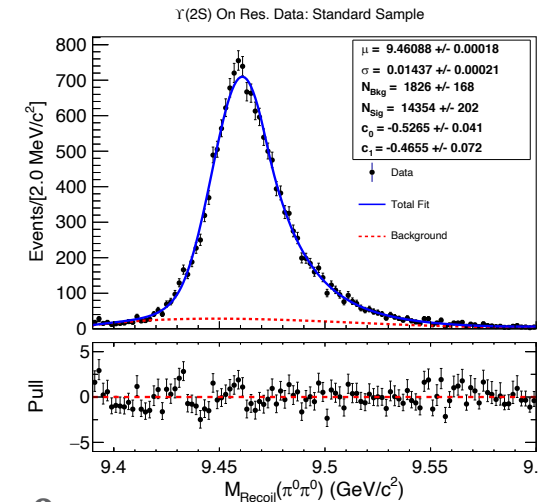 ϒ(2S) On Res. Data: Standard Sample
μ = 9.46088 +/- 0.00018
σ = 0.01437 +/- 0.00021
N_Bkg = 1826 +/- 168
N_Sig = 14354 +/- 202
c_0 = -0.5265 +/- 0.041
c_1 = -0.4655 +/- 0.072
Data
Total Fit
Background
Events/[2.0 MeV/c²]
800
700
600
500
400
300
200
100
0
Pull
5
0
−5
9.4 9.45 9.5 9.55 9.
M_Recoil(π⁰π⁰) (GeV/c²)